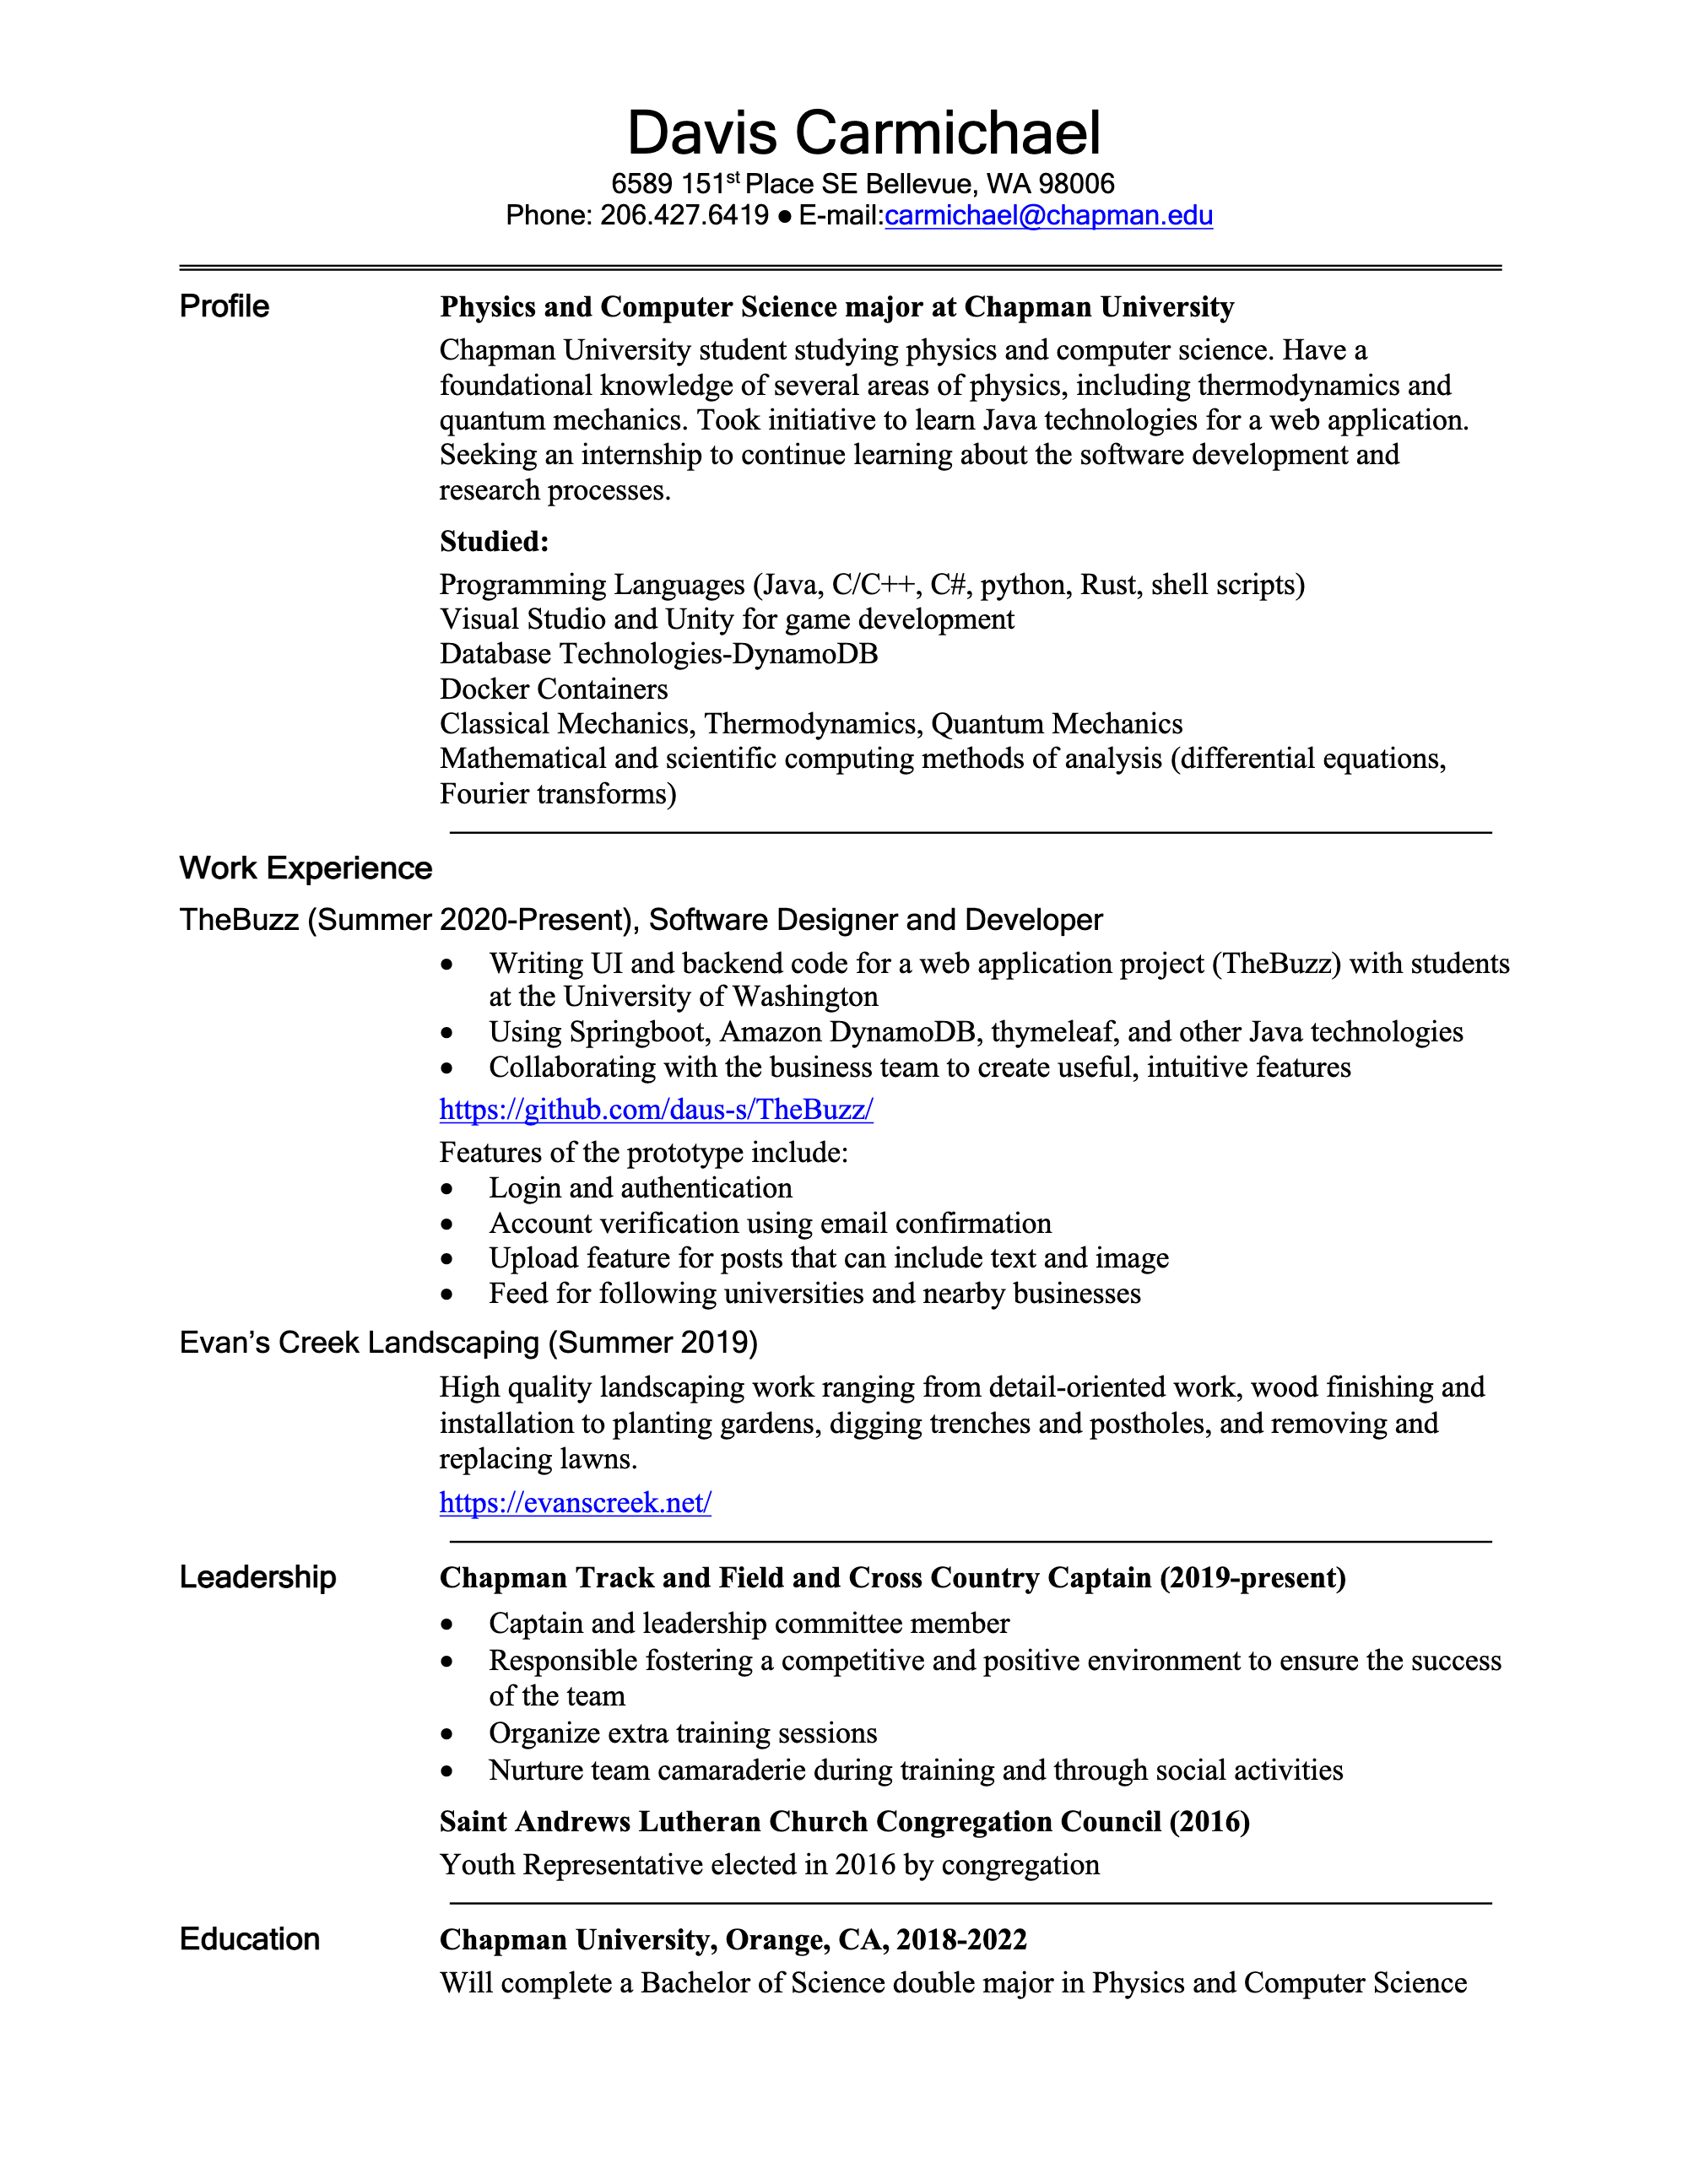 Davis Carmichael
6589 151st Place SE Bellevue, WA 98006
Phone: 206.427.6419 ● E-mail:carmichael@chapman.edu
Profile
Physics and Computer Science major at Chapman University
Chapman University student studying physics and computer science. Have a
foundational knowledge of several areas of physics, including thermodynamics and
quantum mechanics. Took initiative to learn Java technologies for a web application.
Seeking an internship to continue learning about the software development and
research processes.
Studied:
Programming Languages (Java, C/C++, C#, python, Rust, shell scripts)
Visual Studio and Unity for game development
Database Technologies-DynamoDB
Docker Containers
Classical Mechanics, Thermodynamics, Quantum Mechanics
Mathematical and scientific computing methods of analysis (differential equations,
Fourier transforms)
Work Experience
TheBuzz (Summer 2020-Present), Software Designer and Developer
• Writing UI and backend code for a web application project (TheBuzz) with students
at the University of Washington
• Using Springboot, Amazon DynamoDB, thymeleaf, and other Java technologies
• Collaborating with the business team to create useful, intuitive features
https://github.com/daus-s/TheBuzz/
Features of the prototype include:
• Login and authentication
• Account verification using email confirmation
• Upload feature for posts that can include text and image
• Feed for following universities and nearby businesses
Evan’s Creek Landscaping (Summer 2019)
High quality landscaping work ranging from detail-oriented work, wood finishing and
installation to planting gardens, digging trenches and postholes, and removing and
replacing lawns.
https://evanscreek.net/
Leadership
Chapman Track and Field and Cross Country Captain (2019-present)
• Captain and leadership committee member
• Responsible fostering a competitive and positive environment to ensure the success
of the team
• Organize extra training sessions
• Nurture team camaraderie during training and through social activities
Saint Andrews Lutheran Church Congregation Council (2016)
Youth Representative elected in 2016 by congregation
Education
Chapman University, Orange, CA, 2018-2022
Will complete a Bachelor of Science double major in Physics and Computer Science